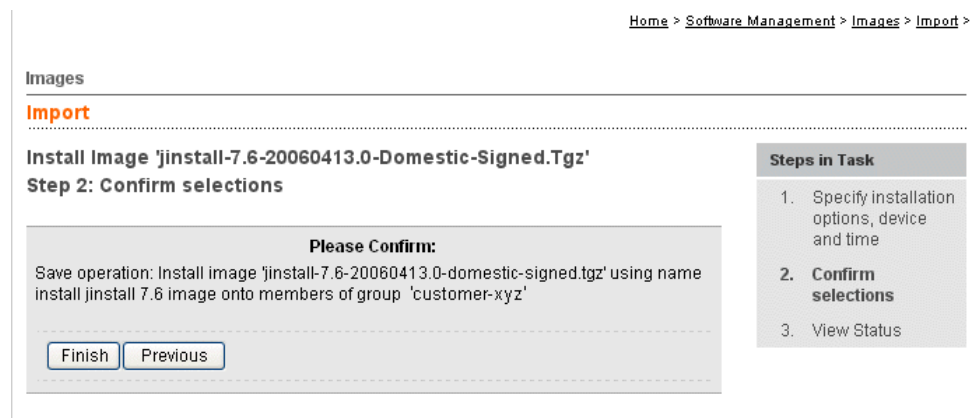 Home > Software Management > Images > Import >
Images
Import
Install Image 'jinstall-7.6-20060413.0-Domestic-Signed.Tgz'
Step 2: Confirm selections
Please Confirm:
Save operation: Install image 'jinstall-7.6-20060413.0-domestic-signed.tgz' using name
install jinstall 7.6 image onto members of group 'customer-xyz'
Finish Previous
Steps in Task
1. Specify installation
options, device
and time
2. Confirm
selections
3. View Status